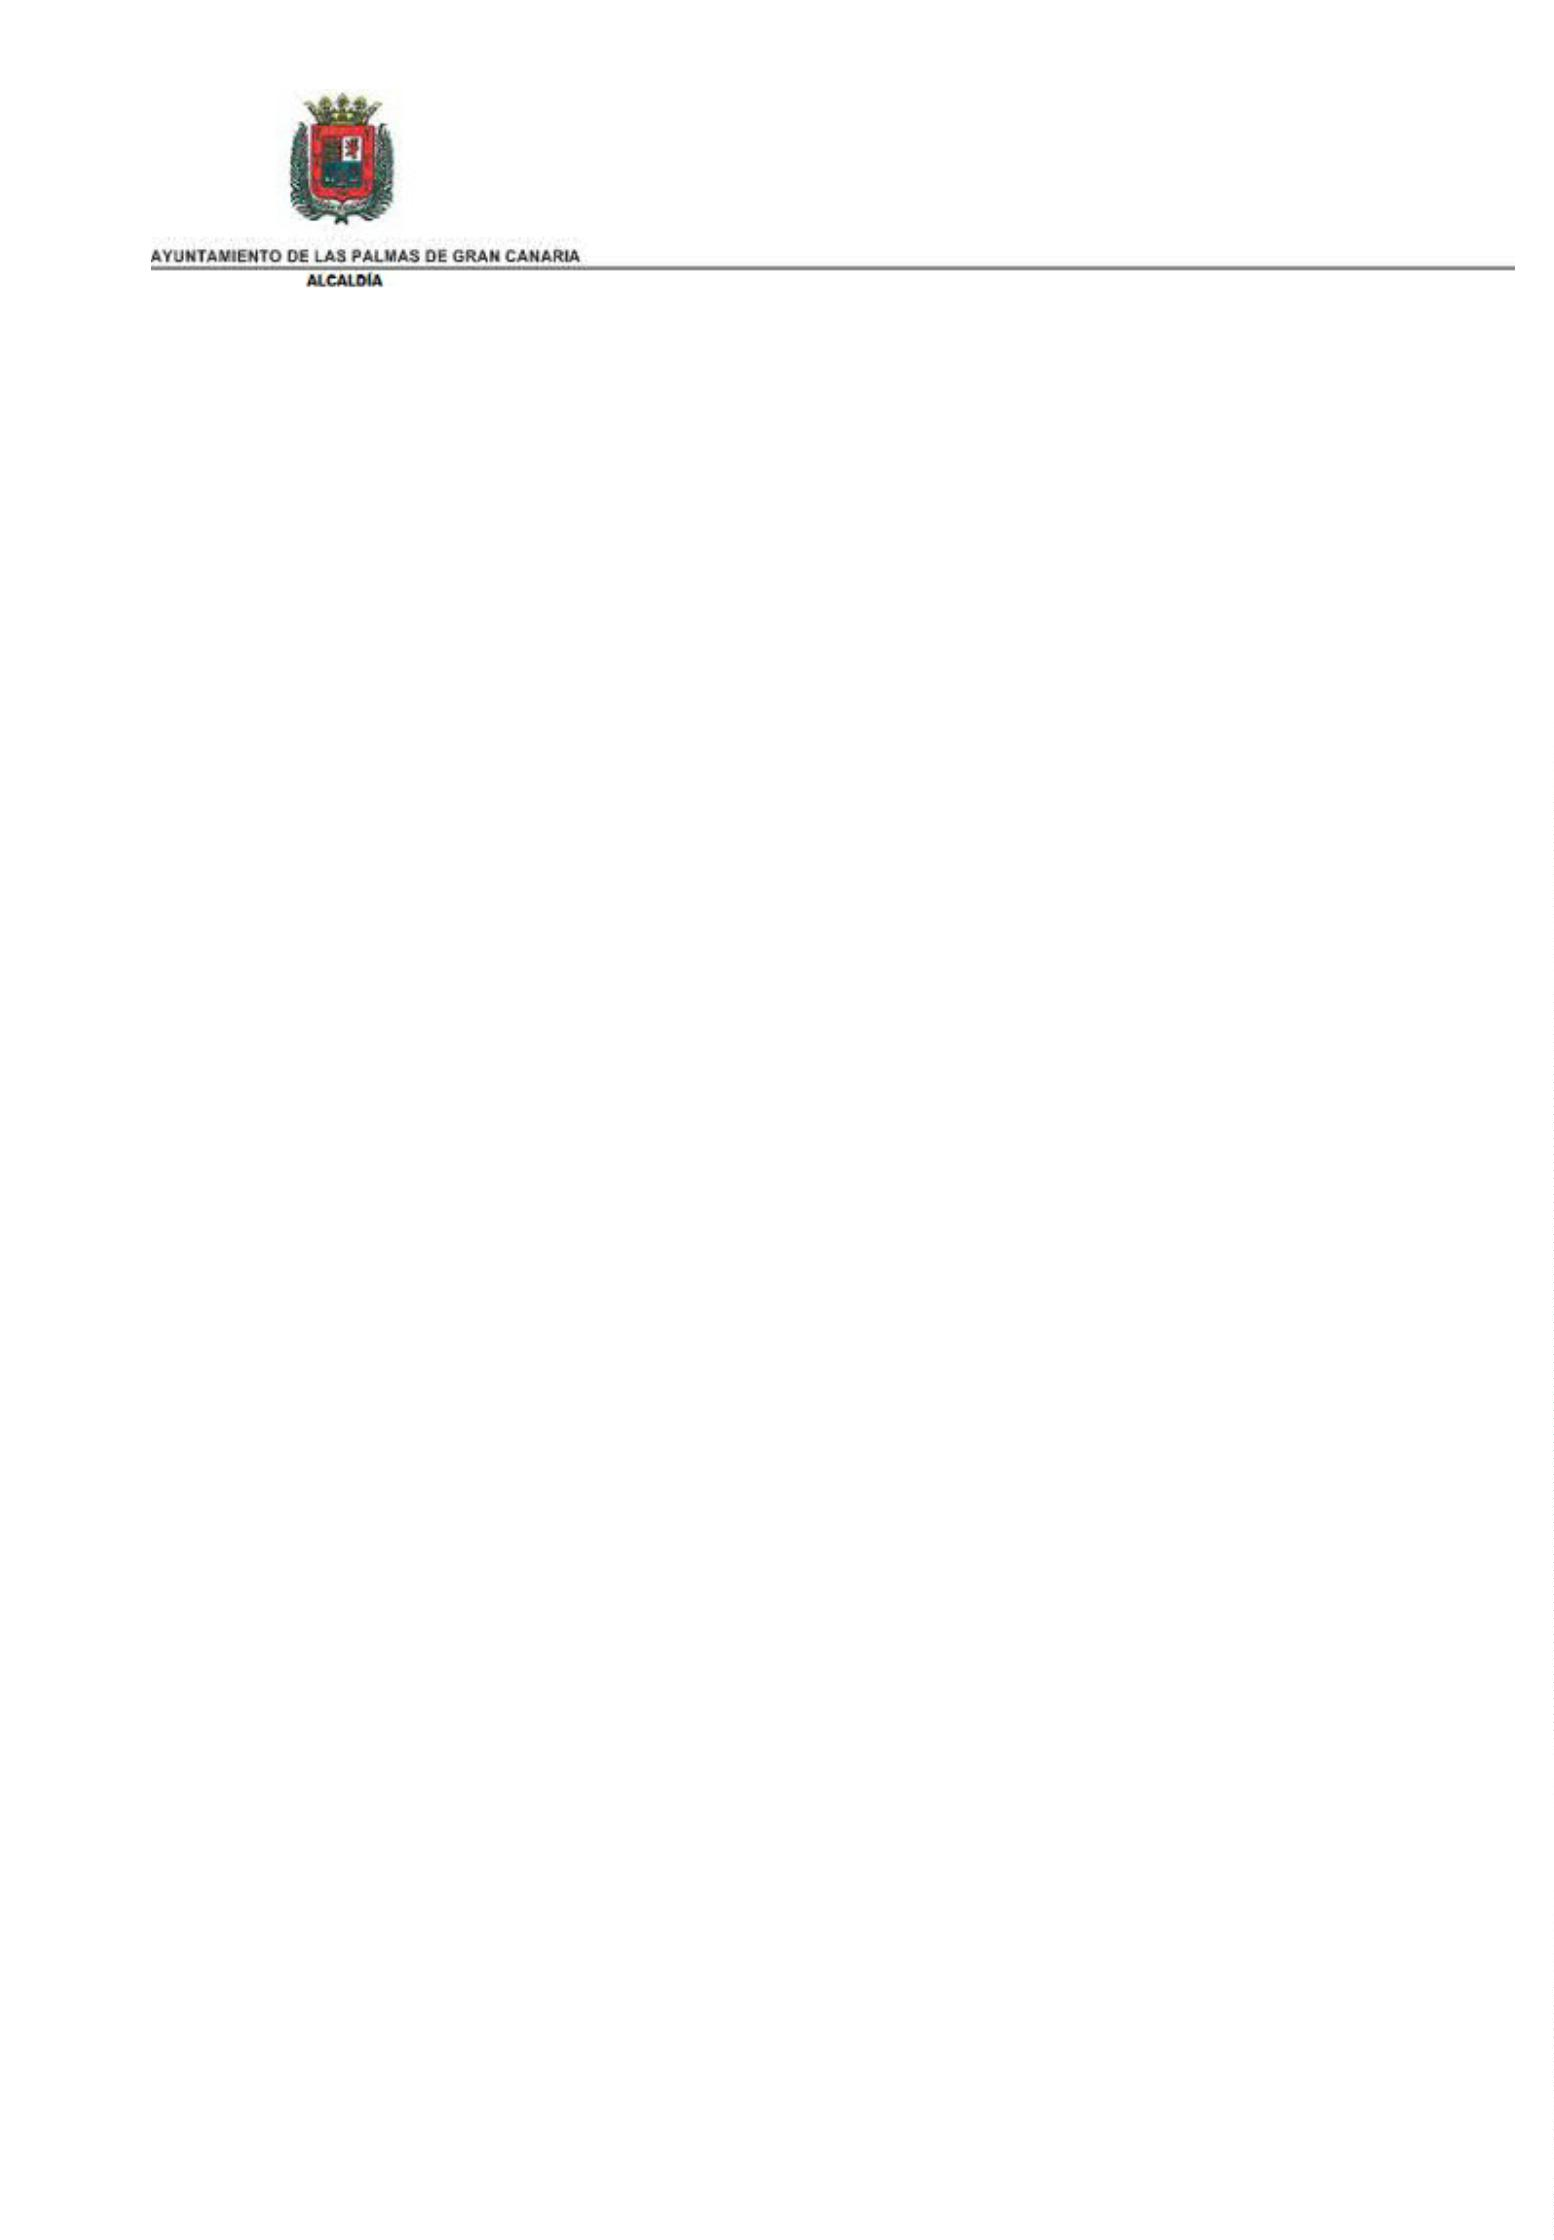 AYUNTAMIENTO DE LAS PALMAS DE GRAN CANARIA
ALCALDÍA